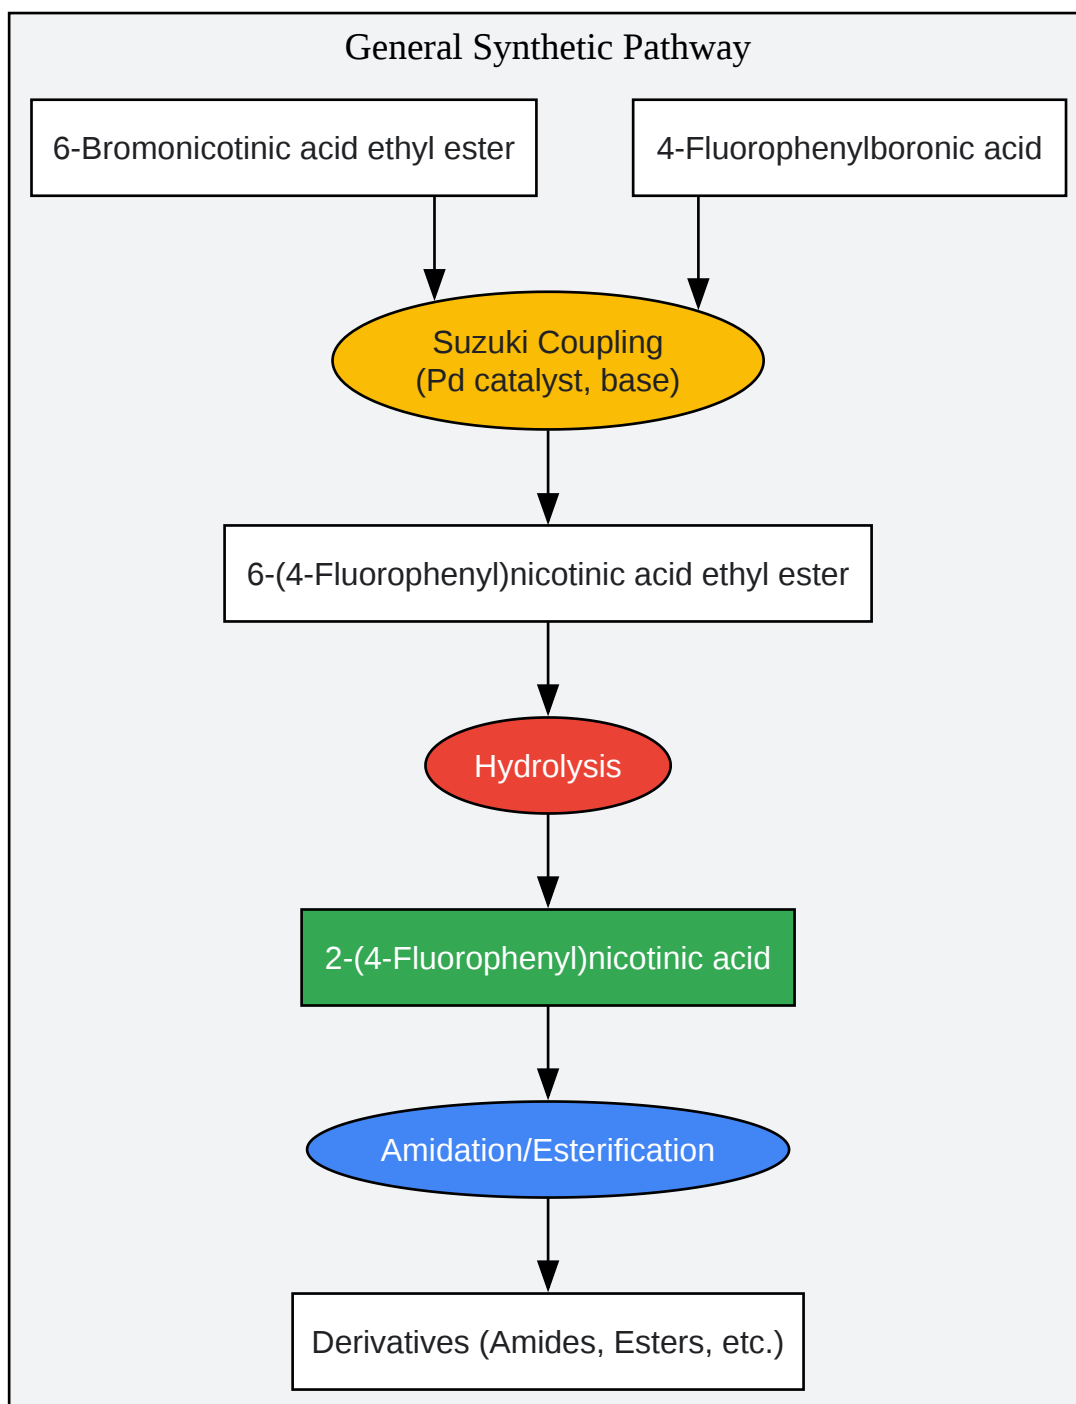 General Synthetic Pathway
6-Bromonicotinic acid ethyl ester
4-Fluorophenylboronic acid
Suzuki Coupling
(Pd catalyst, base)
6-(4-Fluorophenyl)nicotinic acid ethyl ester
Hydrolysis
2-(4-Fluorophenyl)nicotinic acid
Amidation/Esterification
Derivatives (Amides, Esters, etc.)